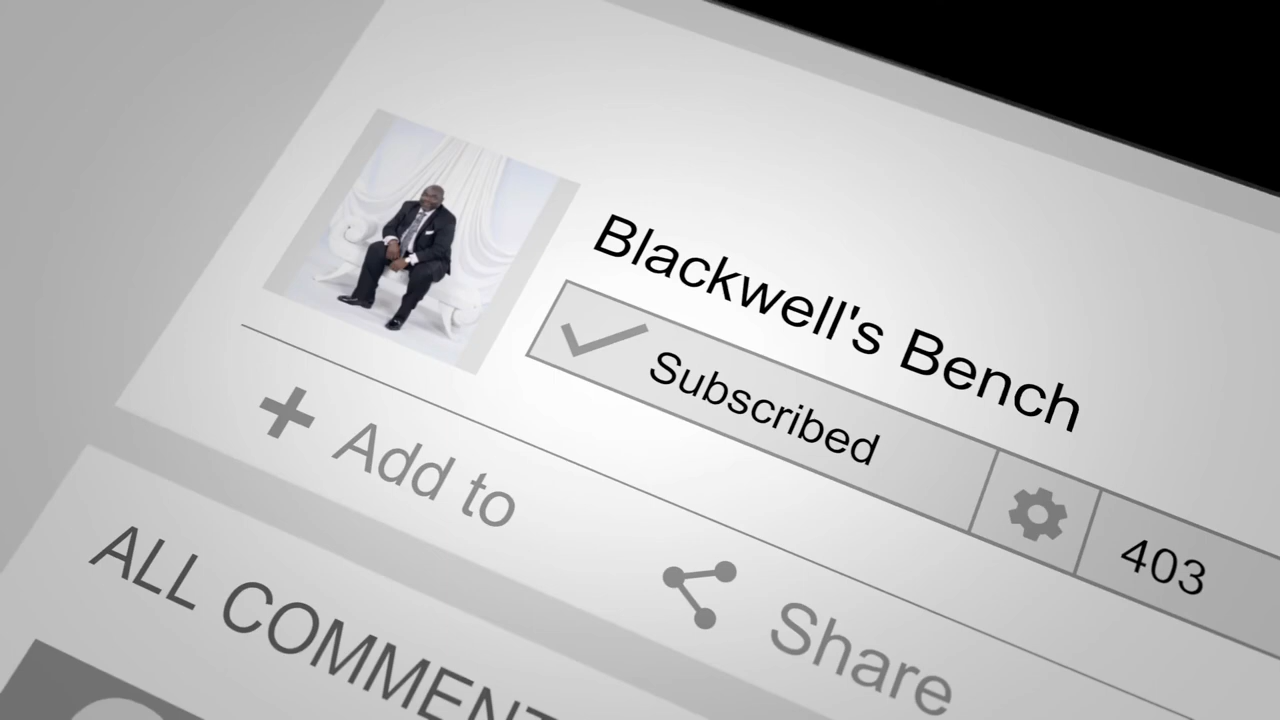 Blackwell's Bench
Subscribed
403
Add to
Share
ALL COMMENT